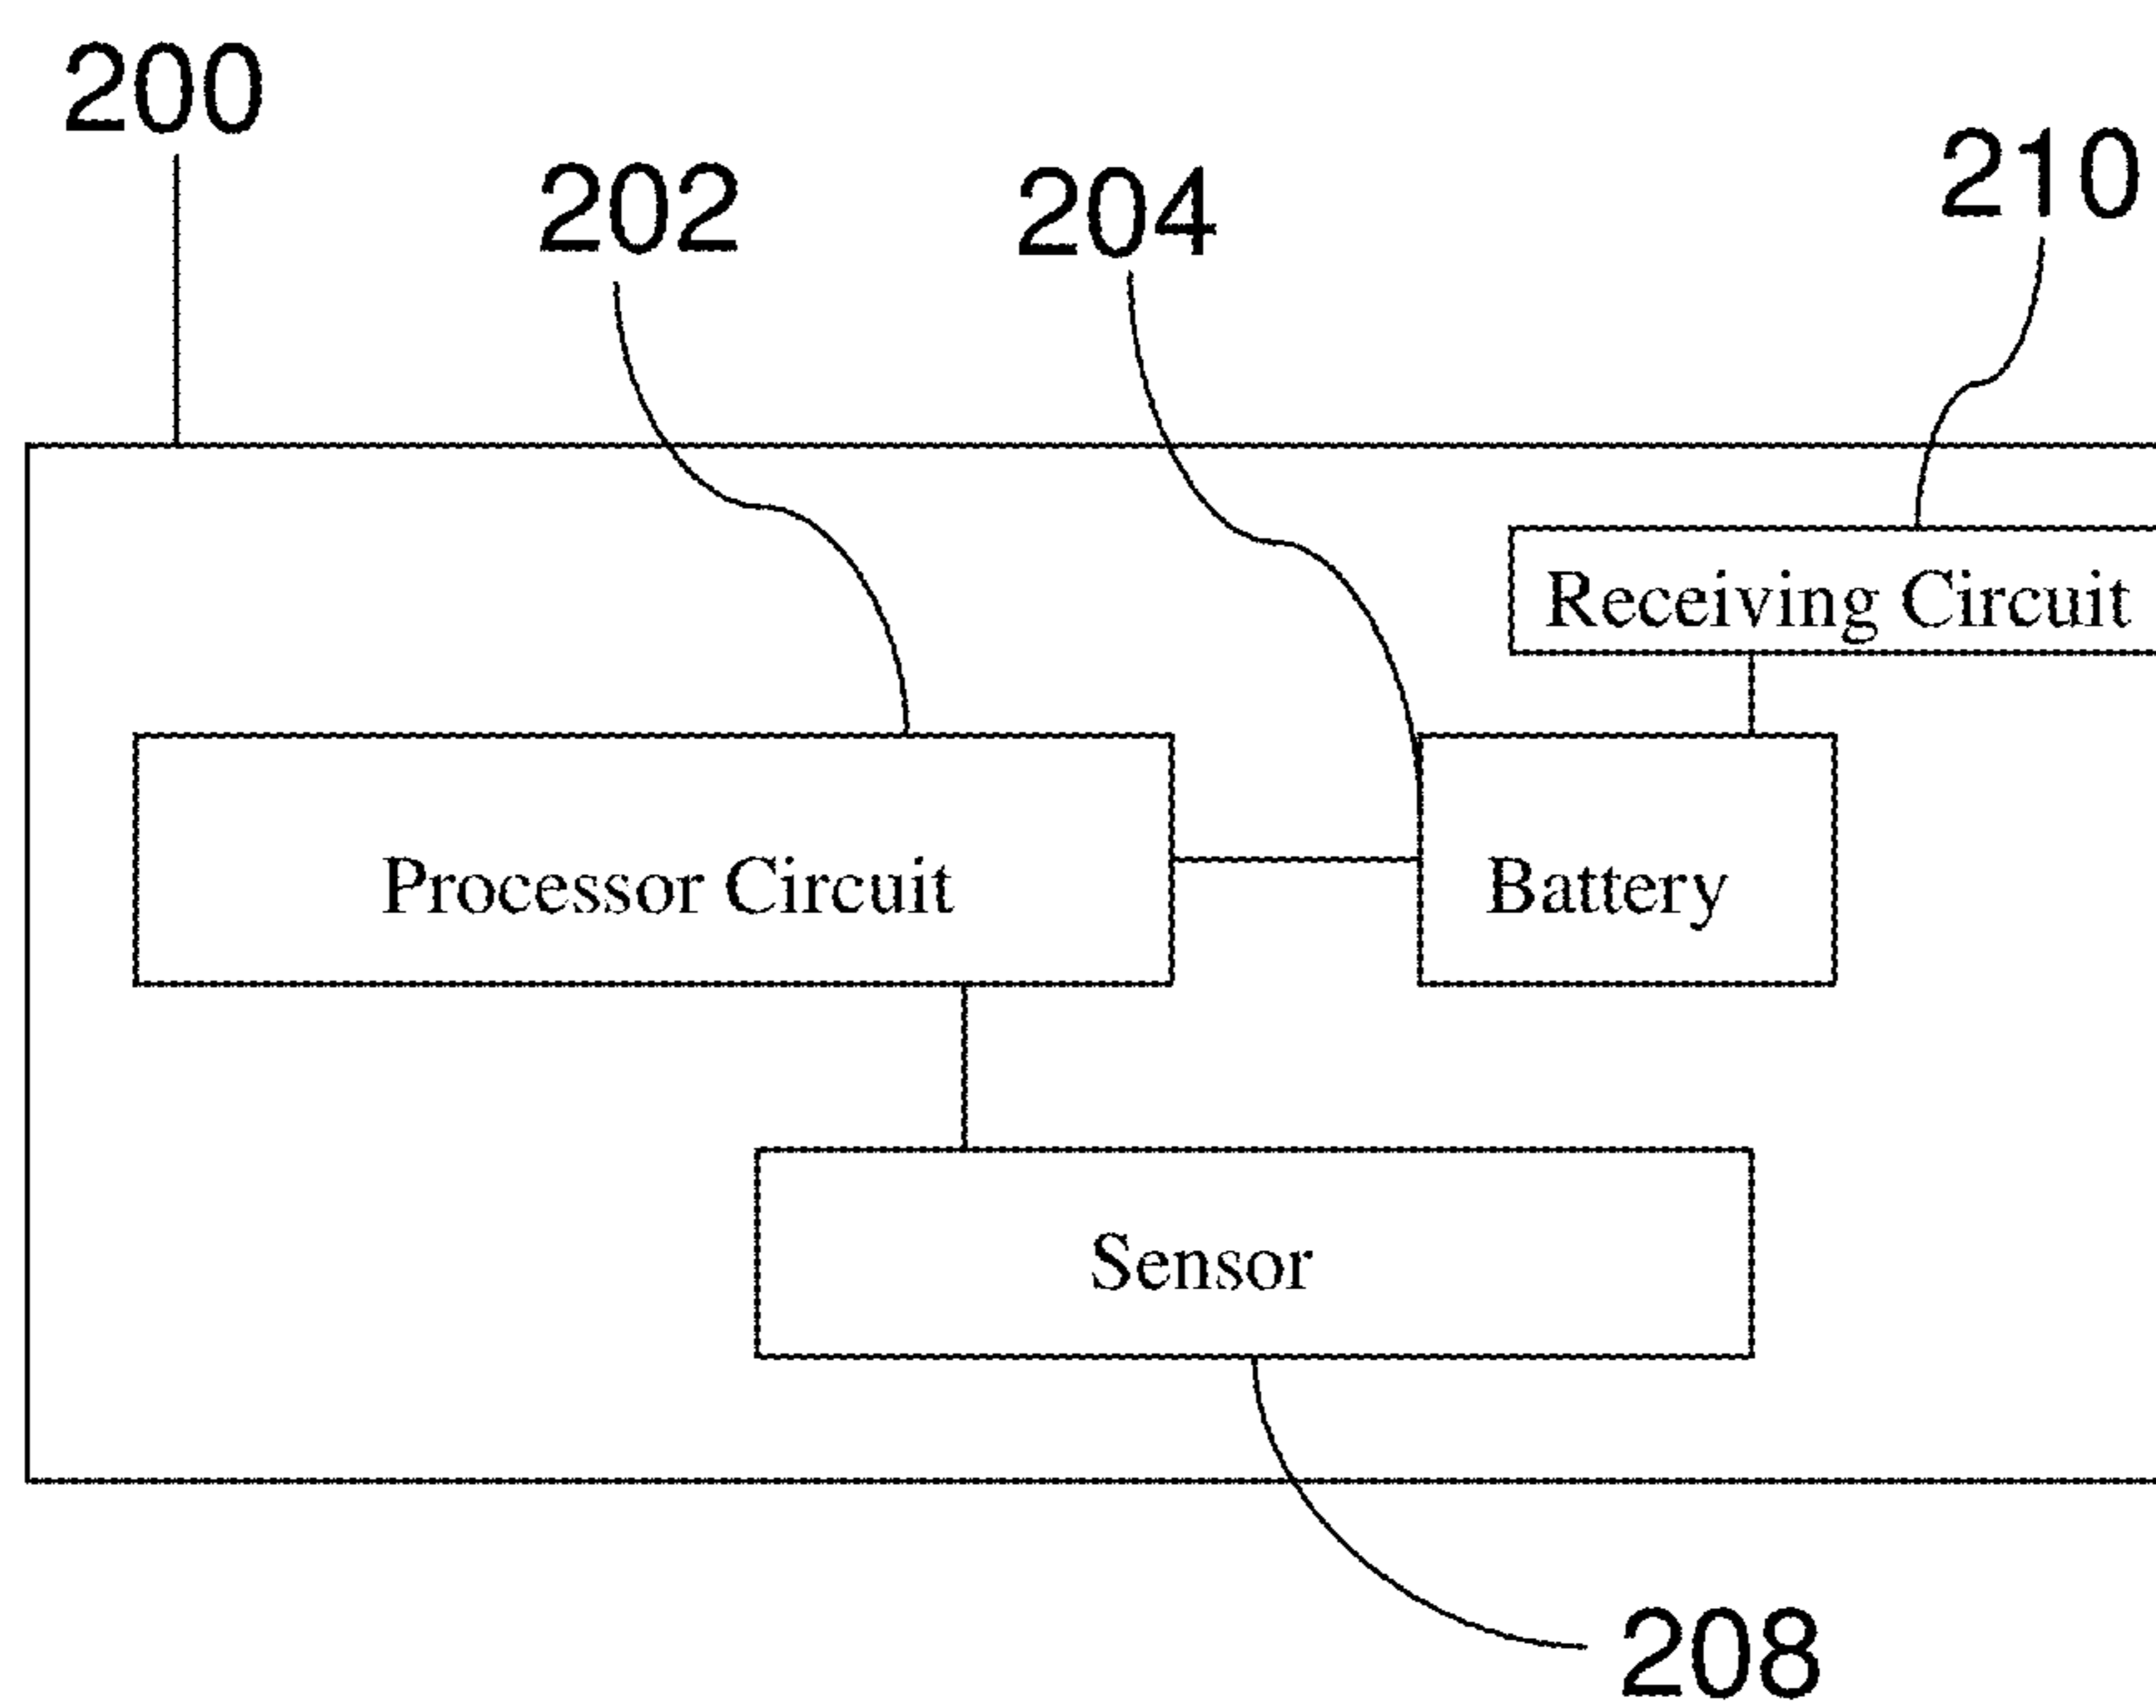 200
202
204
210
Receiving Circuit
Processor Circuit
Battery
Sensor
208